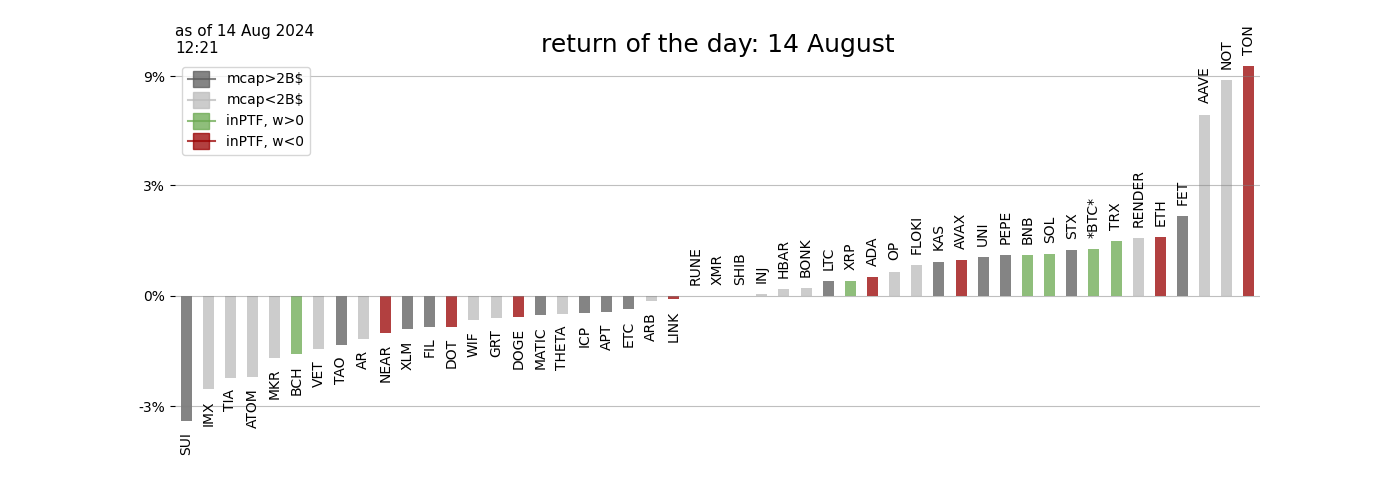 as of 14 Aug 2024
12:21
return of the day: 14 August
mcap>2B$
mcap<2B$
inPTF, w>0
inPTF, w<0
9%
3%
0%
-3%
SUI
IMX
TIA
ATOM
MKR
BCH
VET
TAO
AR
NEAR
XLM
FIL
DOT
WIF
GRT
DOGE
MATIC
THETA
ICP
APT
ETC
ARB
LINK
RUNE
XMR
SHIB
INJ
HBAR
BONK
LTC
XRP
ADA
OP
FLOKI
KAS
AVAX
UNI
PEPE
BNB
SOL
STX
*BTC*
TRX
RENDER
ETH
FET
AAVE
NOT
TON